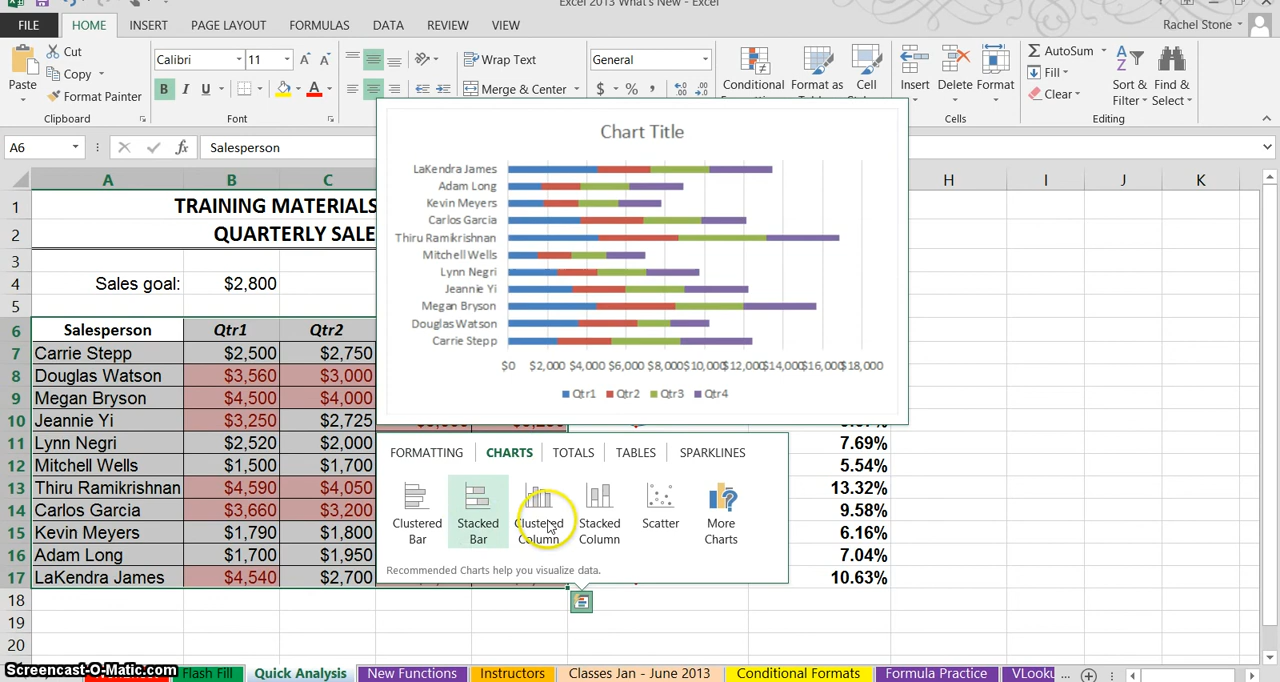 Excel 2013 What's New - Excel
FILE HOME INSERT PAGE LAYOUT FORMULAS DATA REVIEW VIEW Rachel Stone
Cut
Copy
Format Painter
Paste
Clipboard
Calibri 11
B I U A
Font
Wrap Text
Merge & Center
General
$ % ,
Conditional Format as Cell
Insert Delete Format
Cells
AutoSum
Fill
Clear
Sort & Find &
Filter Select
Editing
A6 fx Salesperson
A B C H I J K
1 TRAINING MATERIALS
2 QUARTERLY SALE
3
4 Sales goal: $2,800
5
6 Salesperson Qtr1 Qtr2
7 Carrie Stepp $2,500 $2,750
8 Douglas Watson $3,560 $3,000
9 Megan Bryson $4,500 $4,000
10 Jeannie Yi $3,250 $2,725
11 Lynn Negri $2,520 $2,000 7.69%
12 Mitchell Wells $1,500 $1,700 5.54%
13 Thiru Ramikrishnan $4,590 $4,050 13.32%
14 Carlos Garcia $3,660 $3,200 9.58%
15 Kevin Meyers $1,790 $1,800 6.16%
16 Adam Long $1,700 $1,950 7.04%
17 LaKendra James $4,540 $2,700 10.63%
18
19
20
Chart Title
LaKendra James
Adam Long
Kevin Meyers
Carlos Garcia
Thiru Ramikrishnan
Mitchell Wells
Lynn Negri
Jeannie Yi
Megan Bryson
Douglas Watson
Carrie Stepp
$0 $2,000 $4,000 $6,000 $8,000 $10,000 $12,000 $14,000 $16,000 $18,000
Qtr1 Qtr2 Qtr3 Qtr4
FORMATTING CHARTS TOTALS TABLES SPARKLINES
Clustered Bar
Stacked Bar
Clustered Column
Stacked Column
Scatter
More Charts
Recommended Charts help you visualize data.
Screencast-O-Matic.com
Flash Fill Quick Analysis New Functions Instructors Classes Jan - June 2013 Conditional Formats Formula Practice VLooku ...